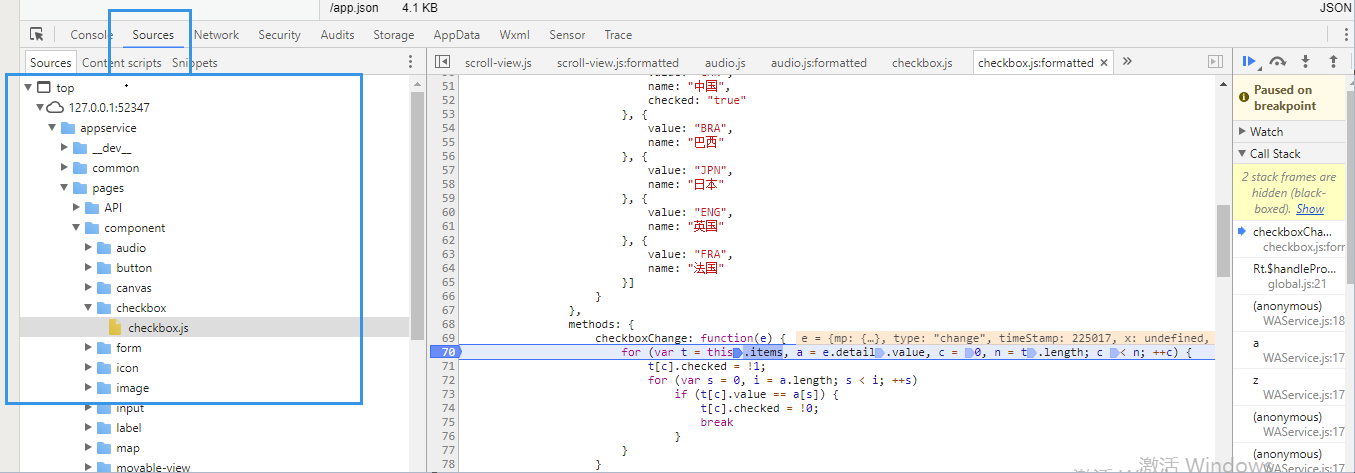 /app.json 4.1 KB JSON
Console Sources Network Security Audits Storage AppData Wxml Sensor Trace
Sources Content scripts Snippets
scroll-view.js scroll-view.js:formatted audio.js audio.js:formatted checkbox.js checkbox.js:formatted × »
top
127.0.0.1:52347
appservice
__dev__
common
pages
API
component
audio
button
canvas
checkbox
checkbox.js
form
icon
image
input
label
map
movable-view
51 name: "中国",
52 checked: "true"
53 }, {
54 value: "BRA",
55 name: "巴西"
56 }, {
57 value: "JPN",
58 name: "日本"
59 }, {
60 value: "ENG",
61 name: "英国"
62 }, {
63 value: "FRA",
64 name: "法国"
65 }]
66 }
67 },
68 methods: {
69 checkboxChange: function(e) { e = {mp: {…}, type: "change", timeStamp: 225017, x: undefined,
70 for (var t = this.items, a = e.detail.value, c = 0, n = t.length; c < n; ++c) {
71 t[c].checked = !1;
72 for (var s = 0, i = a.length; s < i; ++s)
73 if (t[c].value == a[s]) {
74 t[c].checked = !0;
75 break
76 }
77 }
78 }
Paused on
breakpoint
Watch
Call Stack
2 stack frames are
hidden (black-
boxed). Show
checkboxCha…
checkbox.js:forr
Rt.$handlePro…
global.js:21
(anonymous)
WAService.js:18
a
WAService.js:17
z
WAService.js:17
(anonymous)
WAService.js:17
(anonymous)
WAService.js:17
激活 Windows